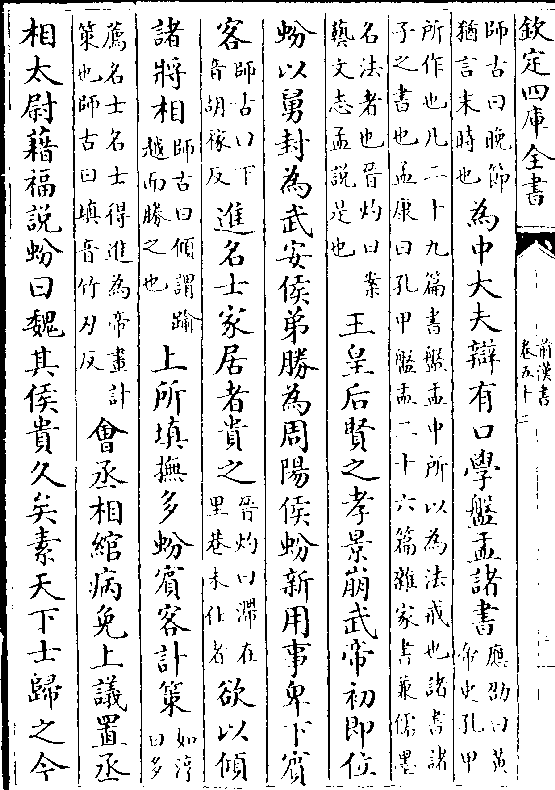 欽定四庫全書
前漢書
卷五十二
師古曰晚節
猶言末時也
為中大夫辯有口學盤盂諸書
應劭曰黃
帝史孔甲
所作也凡二十九篇書盤盂中所以為法戒也諸書諸
子之書也孟康曰孔甲盤盂二十六篇雜家書兼儒墨
名法者也晉灼曰案
藝文志孟說是也
王皇后賢之孝景崩武帝初即位
蚡以舅封為武安侯弟勝為周陽侯蚡新用事卑下賓
客
師古曰下
音胡稼反
進名士家居者貴之
晉灼曰滯在
里巷未仕者
欲以傾
諸將相
師古曰傾謂踰
越而勝之也
上所填撫多蚡賓客計策
如淳
曰多
薦名士名士得進為帝畫計
策也師古曰填音竹刃反
會丞相綰病免上議置丞
相太尉藉福說蚡曰魏其侯貴久矣素天下士歸之今